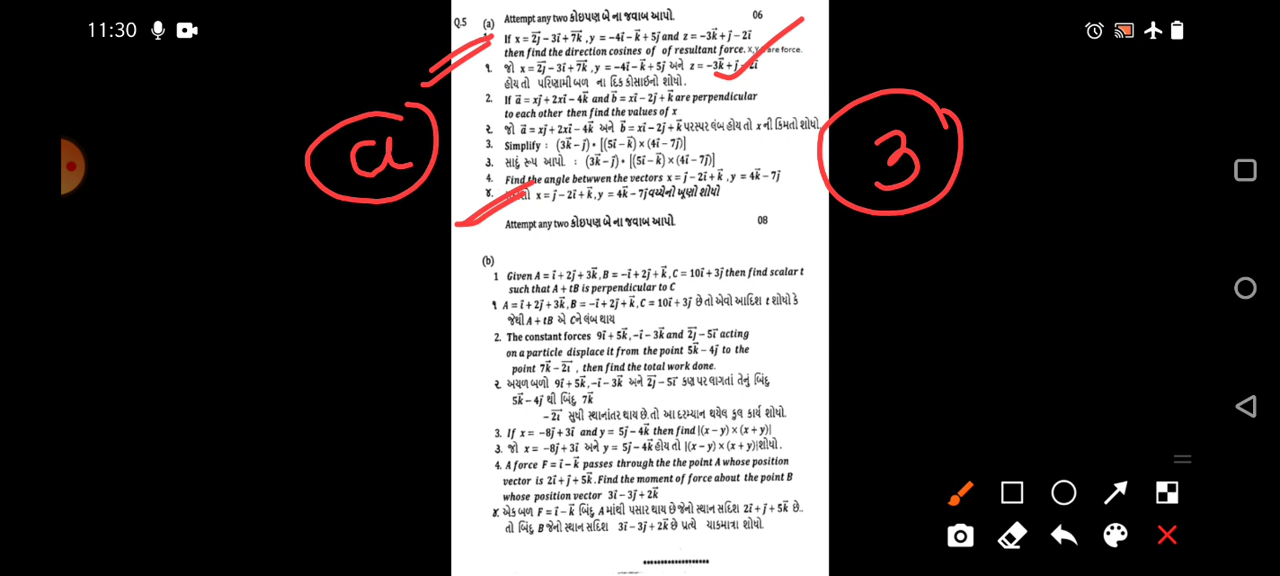 11:30
Q.5 (a) Attempt any two કોઇપણ બે ના જવાબ આપો. 06
If x = 2j⃗ − 3i⃗ + 7k⃗ , y = −4i⃗ − k⃗ + 5j⃗ and z = −3k⃗ + j⃗ − 2i⃗
then find the direction cosines of of resultant force. X,Y are force.
૧. જો x = 2j⃗ − 3i⃗ + 7k⃗ , y = −4i⃗ − k⃗ + 5j⃗ અને z = −3k⃗ + j⃗ − 2i⃗
હોય તો પરિણામી બળ ના દિક કોસાઇનો શોધો.
a
3
2. If a⃗ = xj⃗ + 2xi⃗ − 4k⃗ and b⃗ = xi⃗ − 2j⃗ + k⃗ are perpendicular
to each other then find the values of x
૨. જો a⃗ = xj⃗ + 2xi⃗ − 4k⃗ અને b⃗ = xi⃗ − 2j⃗ + k⃗ પરસ્પર લંબ હોય તો x ની કિમતો શોધો.
3. Simplify : (3k⃗ − j⃗) • [(5i⃗ − k⃗) × (4i⃗ − 7j⃗)]
૩. સાદું રૂપ આપો : (3k⃗ − j⃗) • [(5i⃗ − k⃗) × (4i⃗ − 7j⃗)]
4. Find the angle betwwen the vectors x = j⃗ − 2i⃗ + k⃗ , y = 4k⃗ − 7j⃗
૪. x = j⃗ − 2i⃗ + k⃗ , y = 4k⃗ − 7j⃗ વચ્ચેનો ખૂણો શોધો
Attempt any two કોઇપણ બે ના જવાબ આપો. 08
(b)
1 Given A = i⃗ + 2j⃗ + 3k⃗ , B = −i⃗ + 2j⃗ + k⃗ , C = 10i⃗ + 3j⃗ then find scalar t
such that A + tB is perpendicular to C
૧ A = i⃗ + 2j⃗ + 3k⃗ , B = −i⃗ + 2j⃗ + k⃗ , C = 10i⃗ + 3j⃗ છે તો એવો આદિશ t શોધો કે
જેથી A + tB એ C ને લંબ થાય
2. The constant forces 9i⃗ + 5k⃗ , −i⃗ − 3k⃗ and 2j⃗ − 5i⃗ acting
on a particle displace it from the point 5k⃗ − 4j⃗ to the
point 7k⃗ − 2i⃗ , then find the total work done.
૨. અચળ બળો 9i⃗ + 5k⃗ , −i⃗ − 3k⃗ અને 2j⃗ − 5i⃗ કણ પર લાગતાં તેનું બિંદુ
5k⃗ − 4j⃗ થી બિંદુ 7k⃗
− 2i⃗ સુધી સ્થાનાંતર થાય છે. તો આ દરમ્યાન થયેલ કુલ કાર્ય શોધો.
3. If x = −8j⃗ + 3i⃗ and y = 5j⃗ − 4k⃗ then find |(x − y) × (x + y)|
૩. જો x = −8j⃗ + 3i⃗ અને y = 5j⃗ − 4k⃗ હોય તો |(x − y) × (x + y)| શોધો.
4. A force F = i⃗ − k⃗ passes through the the point A whose position
vector is 2i⃗ + j⃗ + 5k⃗ .Find the moment of force about the point B
whose position vector 3i⃗ − 3j⃗ + 2k⃗
૪. એક બળ F = i⃗ − k⃗ બિંદુ A માંથી પસાર થાય છે જેનો સ્થાન સદિશ 2i⃗ + j⃗ + 5k⃗ છે..
તો બિંદુ B જેનો સ્થાન સદિશ 3i⃗ − 3j⃗ + 2k⃗ છે પ્રત્યે ચાકમાત્રા શોધો.